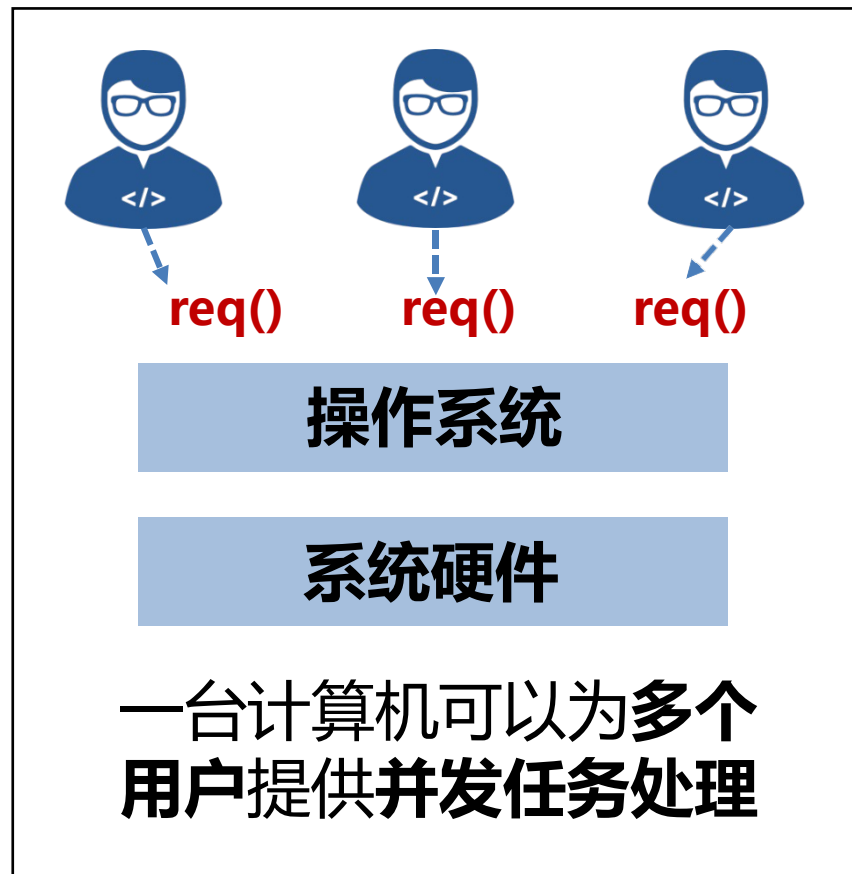 </> </> </>
req() req() req()
操作系统
系统硬件
一台计算机可以为多个
用户提供并发任务处理